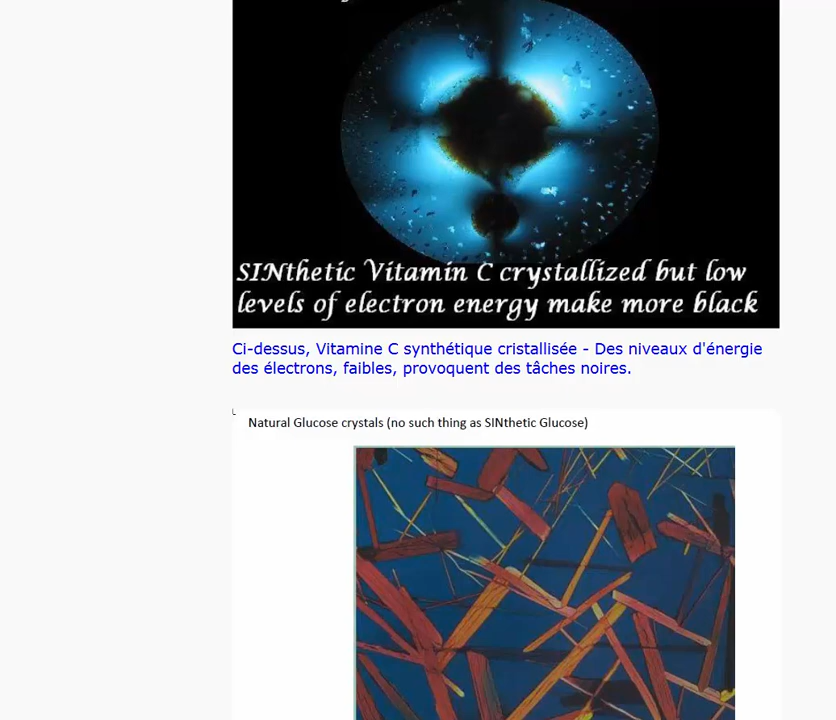 SINthetic Vitamin C crystallized but low
levels of electron energy make more black
Ci-dessus, Vitamine C synthétique cristallisée - Des niveaux d'énergie
des électrons, faibles, provoquent des tâches noires.
Natural Glucose crystals (no such thing as SINthetic Glucose)